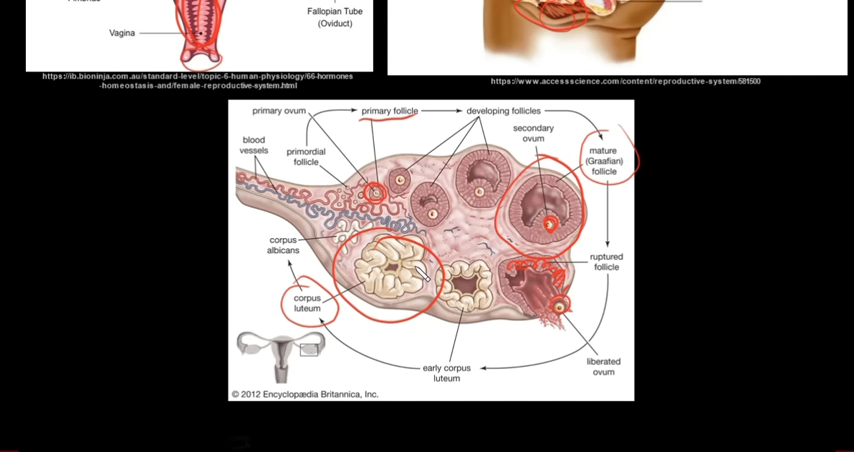 Fallopian Tube
(Oviduct)
Vagina
https://ib.bioninja.com.au/standard-level/topic-6-human-physiology/66-hormones
-homeostasis-and/female-reproductive-system.html
https://www.accessscience.com/content/reproductive-system/581500
primary ovum
primary follicle
developing follicles
blood
vessels
primordial
follicle
secondary
ovum
mature
(Graafian)
follicle
corpus
albicans
ruptured
follicle
corpus
luteum
early corpus
luteum
liberated
ovum
© 2012 Encyclopædia Britannica, Inc.